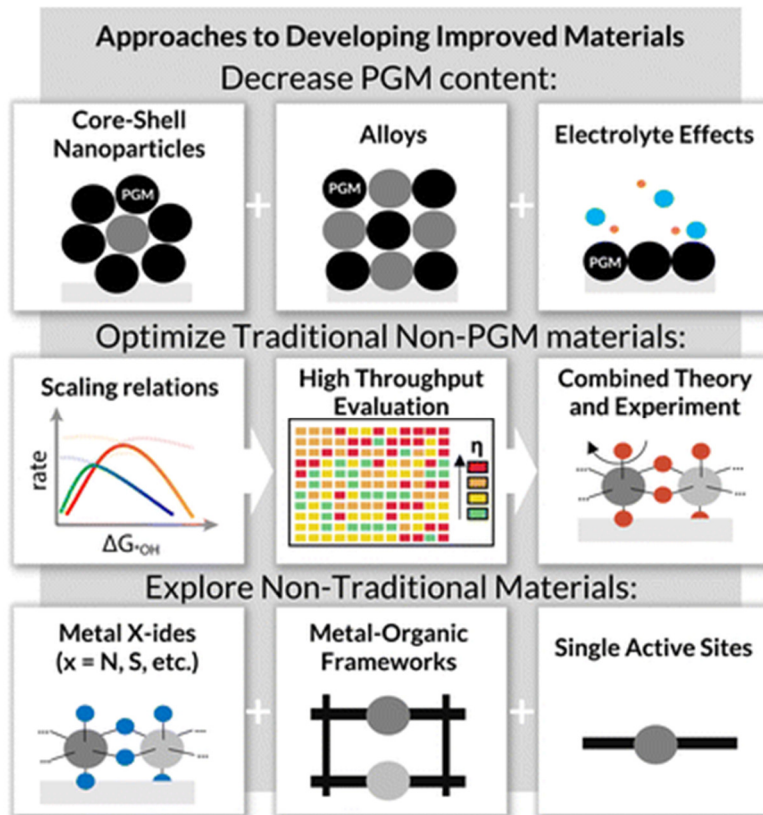 Approaches to Developing Improved Materials
Decrease PGM content:
Core-Shell
Nanoparticles
PGM
Alloys
PGM
Electrolyte Effects
PGM
Optimize Traditional Non-PGM materials:
Scaling relations
rate
ΔG*OH
High Throughput
Evaluation
η
Combined Theory
and Experiment
...
...
Explore Non-Traditional Materials:
Metal X-ides
(x = N, S, etc.)
...
...
Metal-Organic
Frameworks
Single Active Sites